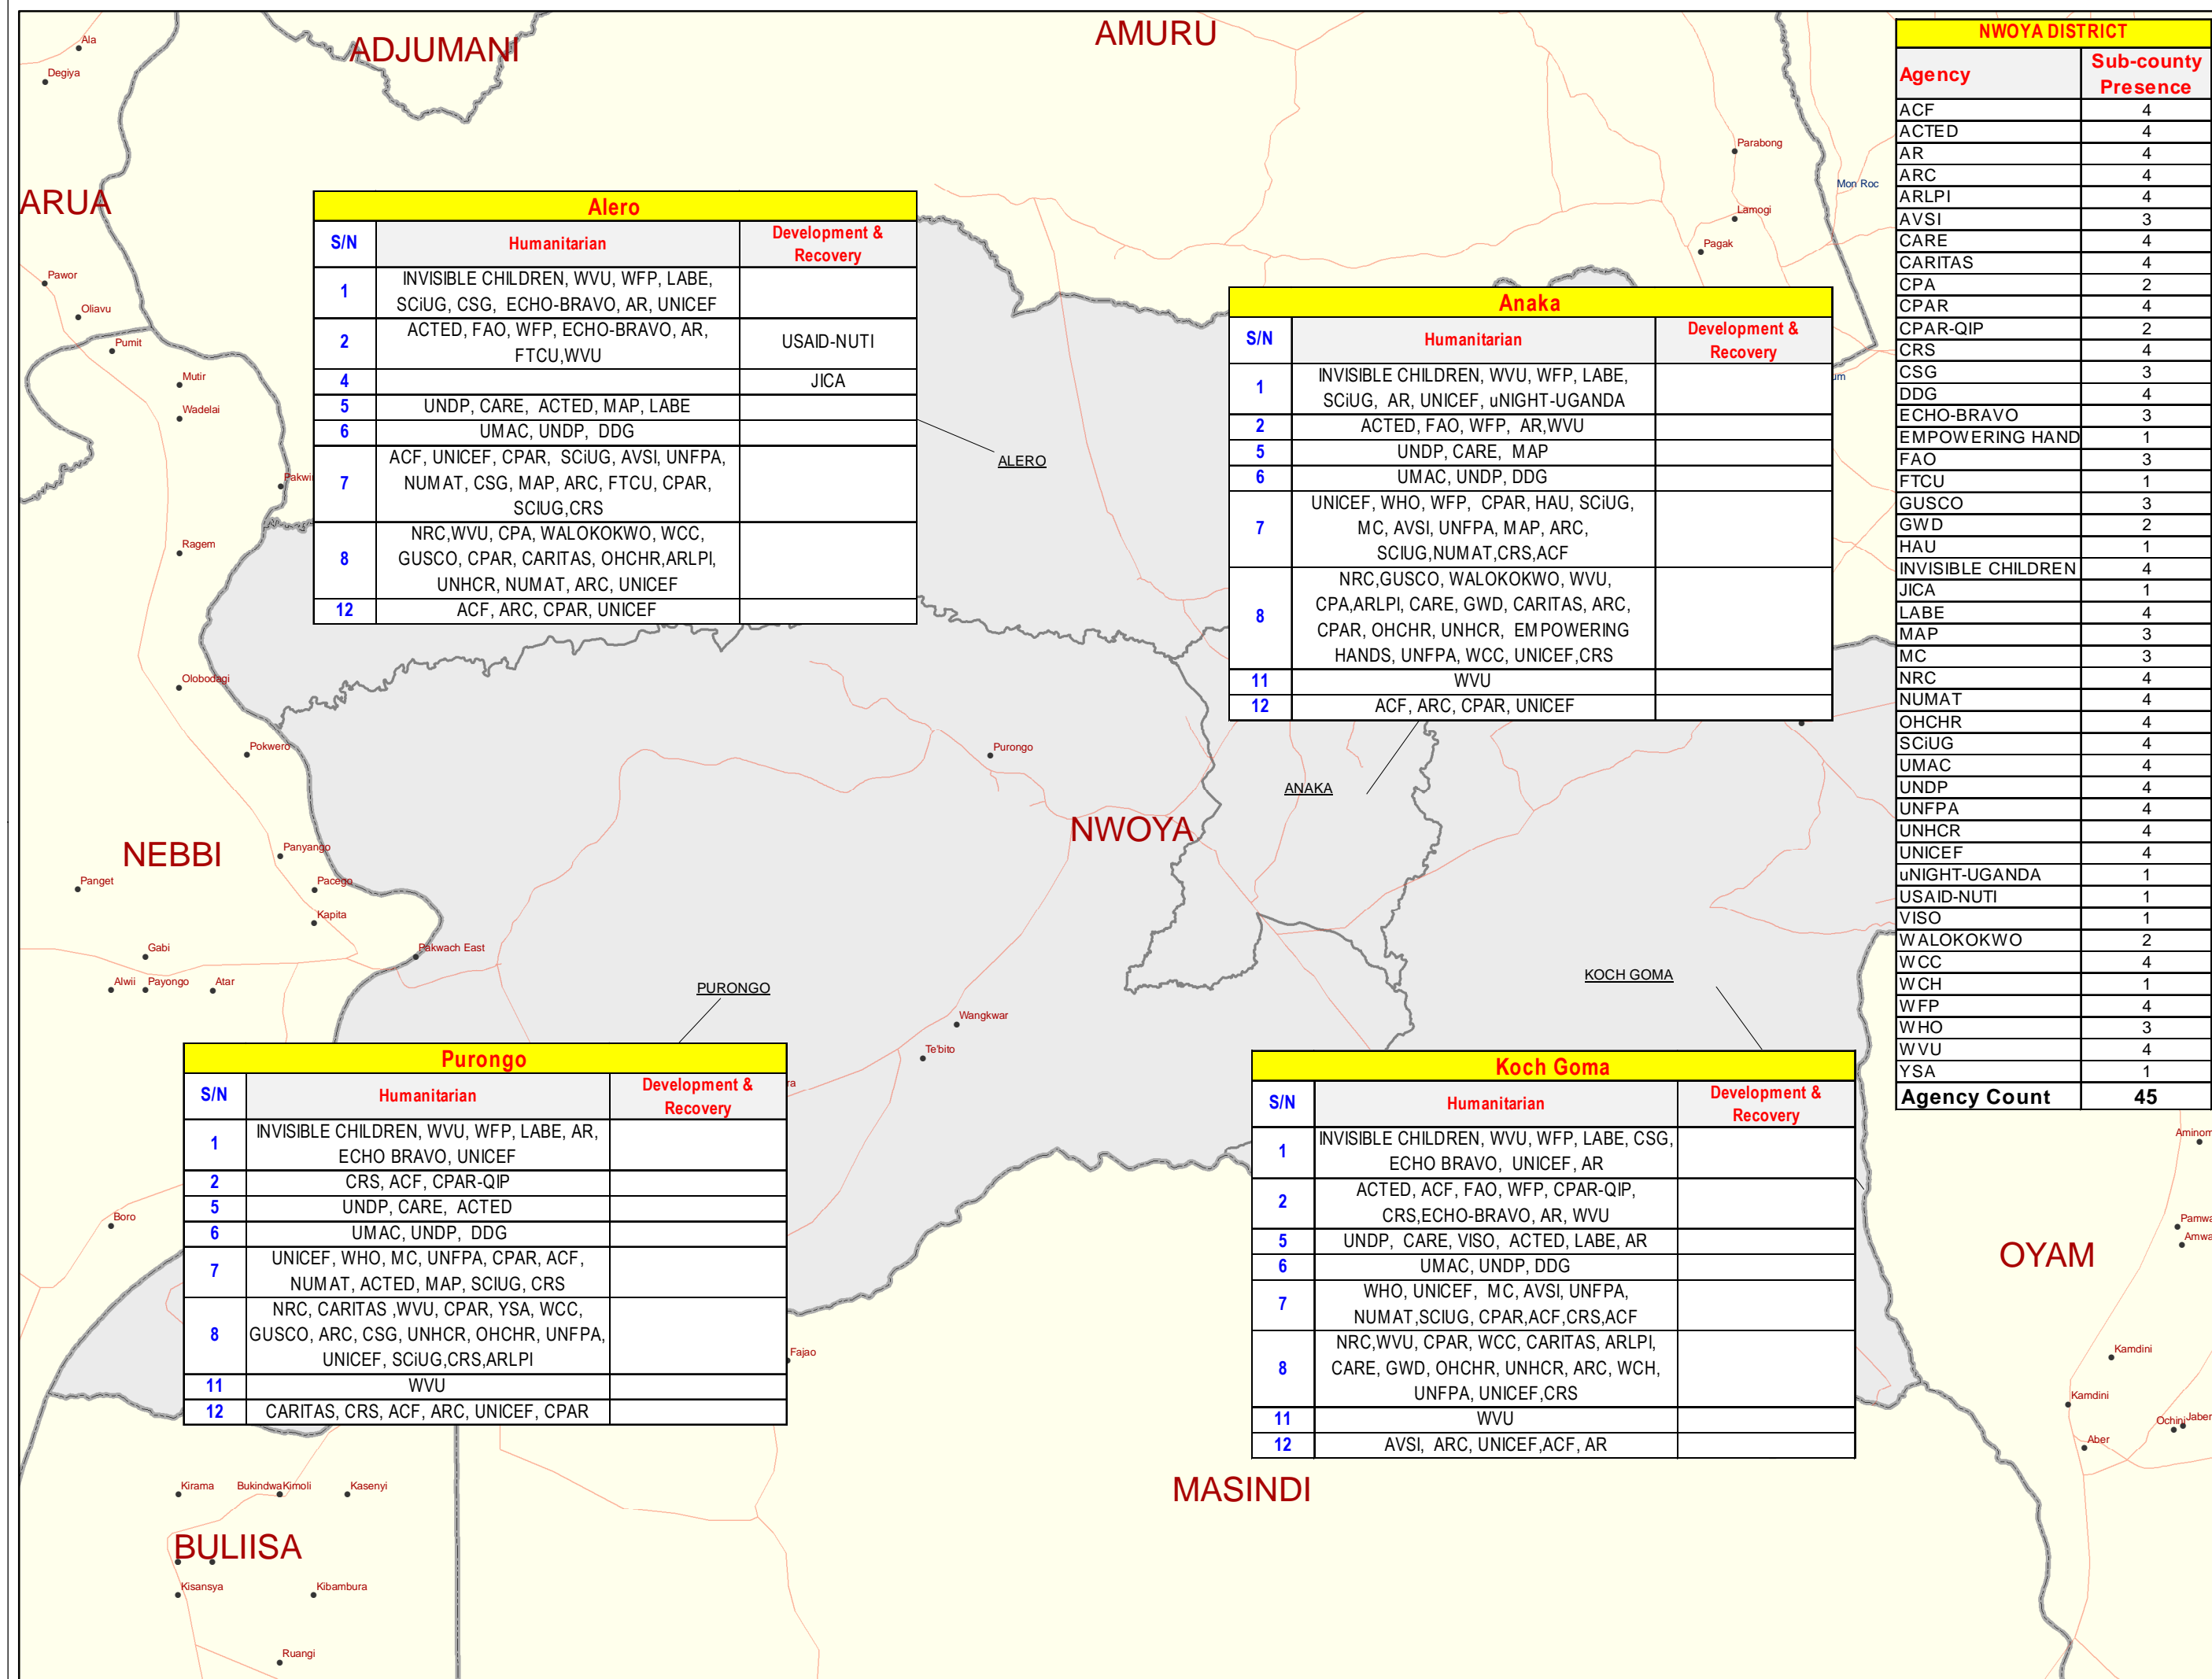 ADJUMANI
AMURU
Ala
Degiya
ARUA
Parabong
Mon Roc
Lamogi
Pagak
Pawor
Oliavu
Pumit
Mutir
Wadelai
Ragem
Olobodagi
Pokwero
ALERO
Purongo
ANAKA
NWOYA
NEBBI
Panyango
Panget
Pacego
Kapita
Gabi
Pakwach East
Alwii
Payongo
Atar
PURONGO
KOCH GOMA
Wangkwar
Te'bito
Boro
Fajao
OYAM
Kamdini
Kamdini
Aber
Ochini
MASINDI
Kirama
Bukindwa
Kimoli
Kasenyi
BULIISA
Kisansya
Kibambura
Ruangi
Alero
S/N Humanitarian Development &
Recovery
1 INVISIBLE CHILDREN, WVU, WFP, LABE,
SCiUG, CSG, ECHO-BRAVO, AR, UNICEF
2 ACTED, FAO, WFP, ECHO-BRAVO, AR,
FTCU,WVU USAID-NUTI
4 JICA
5 UNDP, CARE, ACTED, MAP, LABE
6 UMAC, UNDP, DDG
7 ACF, UNICEF, CPAR, SCiUG, AVSI, UNFPA,
NUMAT, CSG, MAP, ARC, FTCU, CPAR,
SCIUG,CRS
8 NRC,WVU, CPA, WALOKOKWO, WCC,
GUSCO, CPAR, CARITAS, OHCHR,ARLPI,
UNHCR, NUMAT, ARC, UNICEF
12 ACF, ARC, CPAR, UNICEF
Anaka
S/N Humanitarian Development &
Recovery
1 INVISIBLE CHILDREN, WVU, WFP, LABE,
SCiUG, AR, UNICEF, uNIGHT-UGANDA
2 ACTED, FAO, WFP, AR,WVU
5 UNDP, CARE, MAP
6 UMAC, UNDP, DDG
7 UNICEF, WHO, WFP, CPAR, HAU, SCiUG,
MC, AVSI, UNFPA, MAP, ARC,
SCIUG,NUMAT,CRS,ACF
8 NRC,GUSCO, WALOKOKWO, WVU,
CPA,ARLPI, CARE, GWD, CARITAS, ARC,
CPAR, OHCHR, UNHCR, EMPOWERING
HANDS, UNFPA, WCC, UNICEF,CRS
11 WVU
12 ACF, ARC, CPAR, UNICEF
Purongo
S/N Humanitarian Development &
Recovery
1 INVISIBLE CHILDREN, WVU, WFP, LABE, AR,
ECHO BRAVO, UNICEF
2 CRS, ACF, CPAR-QIP
5 UNDP, CARE, ACTED
6 UMAC, UNDP, DDG
7 UNICEF, WHO, MC, UNFPA, CPAR, ACF,
NUMAT, ACTED, MAP, SCIUG, CRS
8 NRC, CARITAS ,WVU, CPAR, YSA, WCC,
GUSCO, ARC, CSG, UNHCR, OHCHR, UNFPA,
UNICEF, SCiUG,CRS,ARLPI
11 WVU
12 CARITAS, CRS, ACF, ARC, UNICEF, CPAR
Koch Goma
S/N Humanitarian Development &
Recovery
1 INVISIBLE CHILDREN, WVU, WFP, LABE, CSG,
ECHO BRAVO, UNICEF, AR
2 ACTED, ACF, FAO, WFP, CPAR-QIP,
CRS,ECHO-BRAVO, AR, WVU
5 UNDP, CARE, VISO, ACTED, LABE, AR
6 UMAC, UNDP, DDG
7 WHO, UNICEF, MC, AVSI, UNFPA,
NUMAT,SCIUG, CPAR,ACF,CRS,ACF
8 NRC,WVU, CPAR, WCC, CARITAS, ARLPI,
CARE, GWD, OHCHR, UNHCR, ARC, WCH,
UNFPA, UNICEF,CRS
11 WVU
12 AVSI, ARC, UNICEF,ACF, AR
NWOYA DISTRICT
Agency Sub-county
Presence
ACF 4
ACTED 4
AR 4
ARC 4
ARLPI 4
AVSI 3
CARE 4
CARITAS 4
CPA 2
CPAR 4
CPAR-QIP 2
CRS 4
CSG 3
DDG 4
ECHO-BRAVO 3
EMPOWERING HAND 1
FAO 3
FTCU 1
GUSCO 3
GWD 2
HAU 1
INVISIBLE CHILDREN 4
JICA 1
LABE 4
MAP 3
MC 3
NRC 4
NUMAT 4
OHCHR 4
SCiUG 4
UMAC 4
UNDP 4
UNFPA 4
UNHCR 4
UNICEF 4
uNIGHT-UGANDA 1
USAID-NUTI 1
VISO 1
WALOKOKWO 2
WCC 4
WCH 1
WFP 4
WHO 3
WVU 4
YSA 1
Agency Count 45